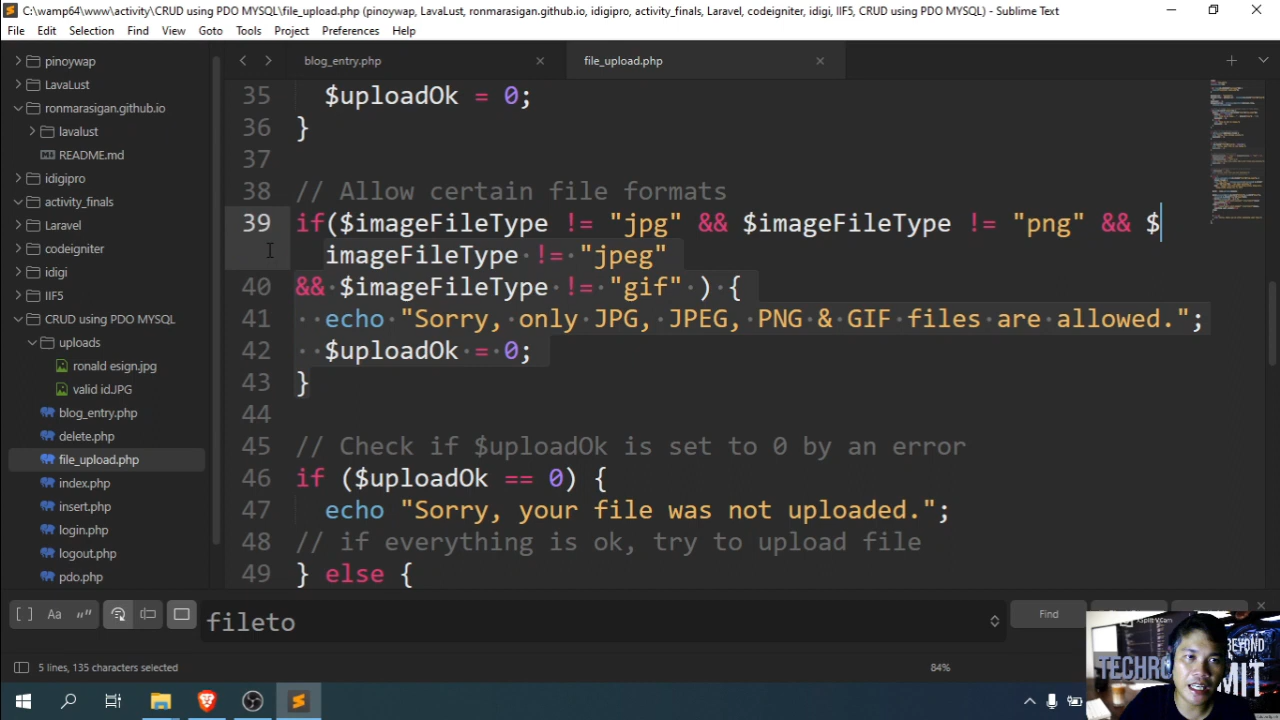 C:\wamp64\www\activity\CRUD using PDO MYSQL\file_upload.php (pinoywap, LavaLust, ronmarasigan.github.io, idigipro, activity_finals, Laravel, codeigniter, idigi, IIF5, CRUD using PDO MYSQL) - Sublime Text
File Edit Selection Find View Goto Tools Project Preferences Help
pinoywap
LavaLust
ronmarasigan.github.io
lavalust
README.md
idigipro
activity_finals
Laravel
codeigniter
idigi
IIF5
CRUD using PDO MYSQL
uploads
ronald esign.jpg
valid id.JPG
blog_entry.php
delete.php
file_upload.php
index.php
insert.php
login.php
logout.php
pdo.php
blog_entry.php
file_upload.php
35 $uploadOk = 0;
36 }
37
38 // Allow certain file formats
39 if($imageFileType != "jpg" && $imageFileType != "png" && $
imageFileType != "jpeg"
40 && $imageFileType != "gif" ) {
41 echo "Sorry, only JPG, JPEG, PNG & GIF files are allowed.";
42 $uploadOk = 0;
43 }
44
45 // Check if $uploadOk is set to 0 by an error
46 if ($uploadOk == 0) {
47 echo "Sorry, your file was not uploaded.";
48 // if everything is ok, try to upload file
49 } else {
[] Aa “”
fileto
Find
5 lines, 135 characters selected
84%
XSplit VCam
BEYOND